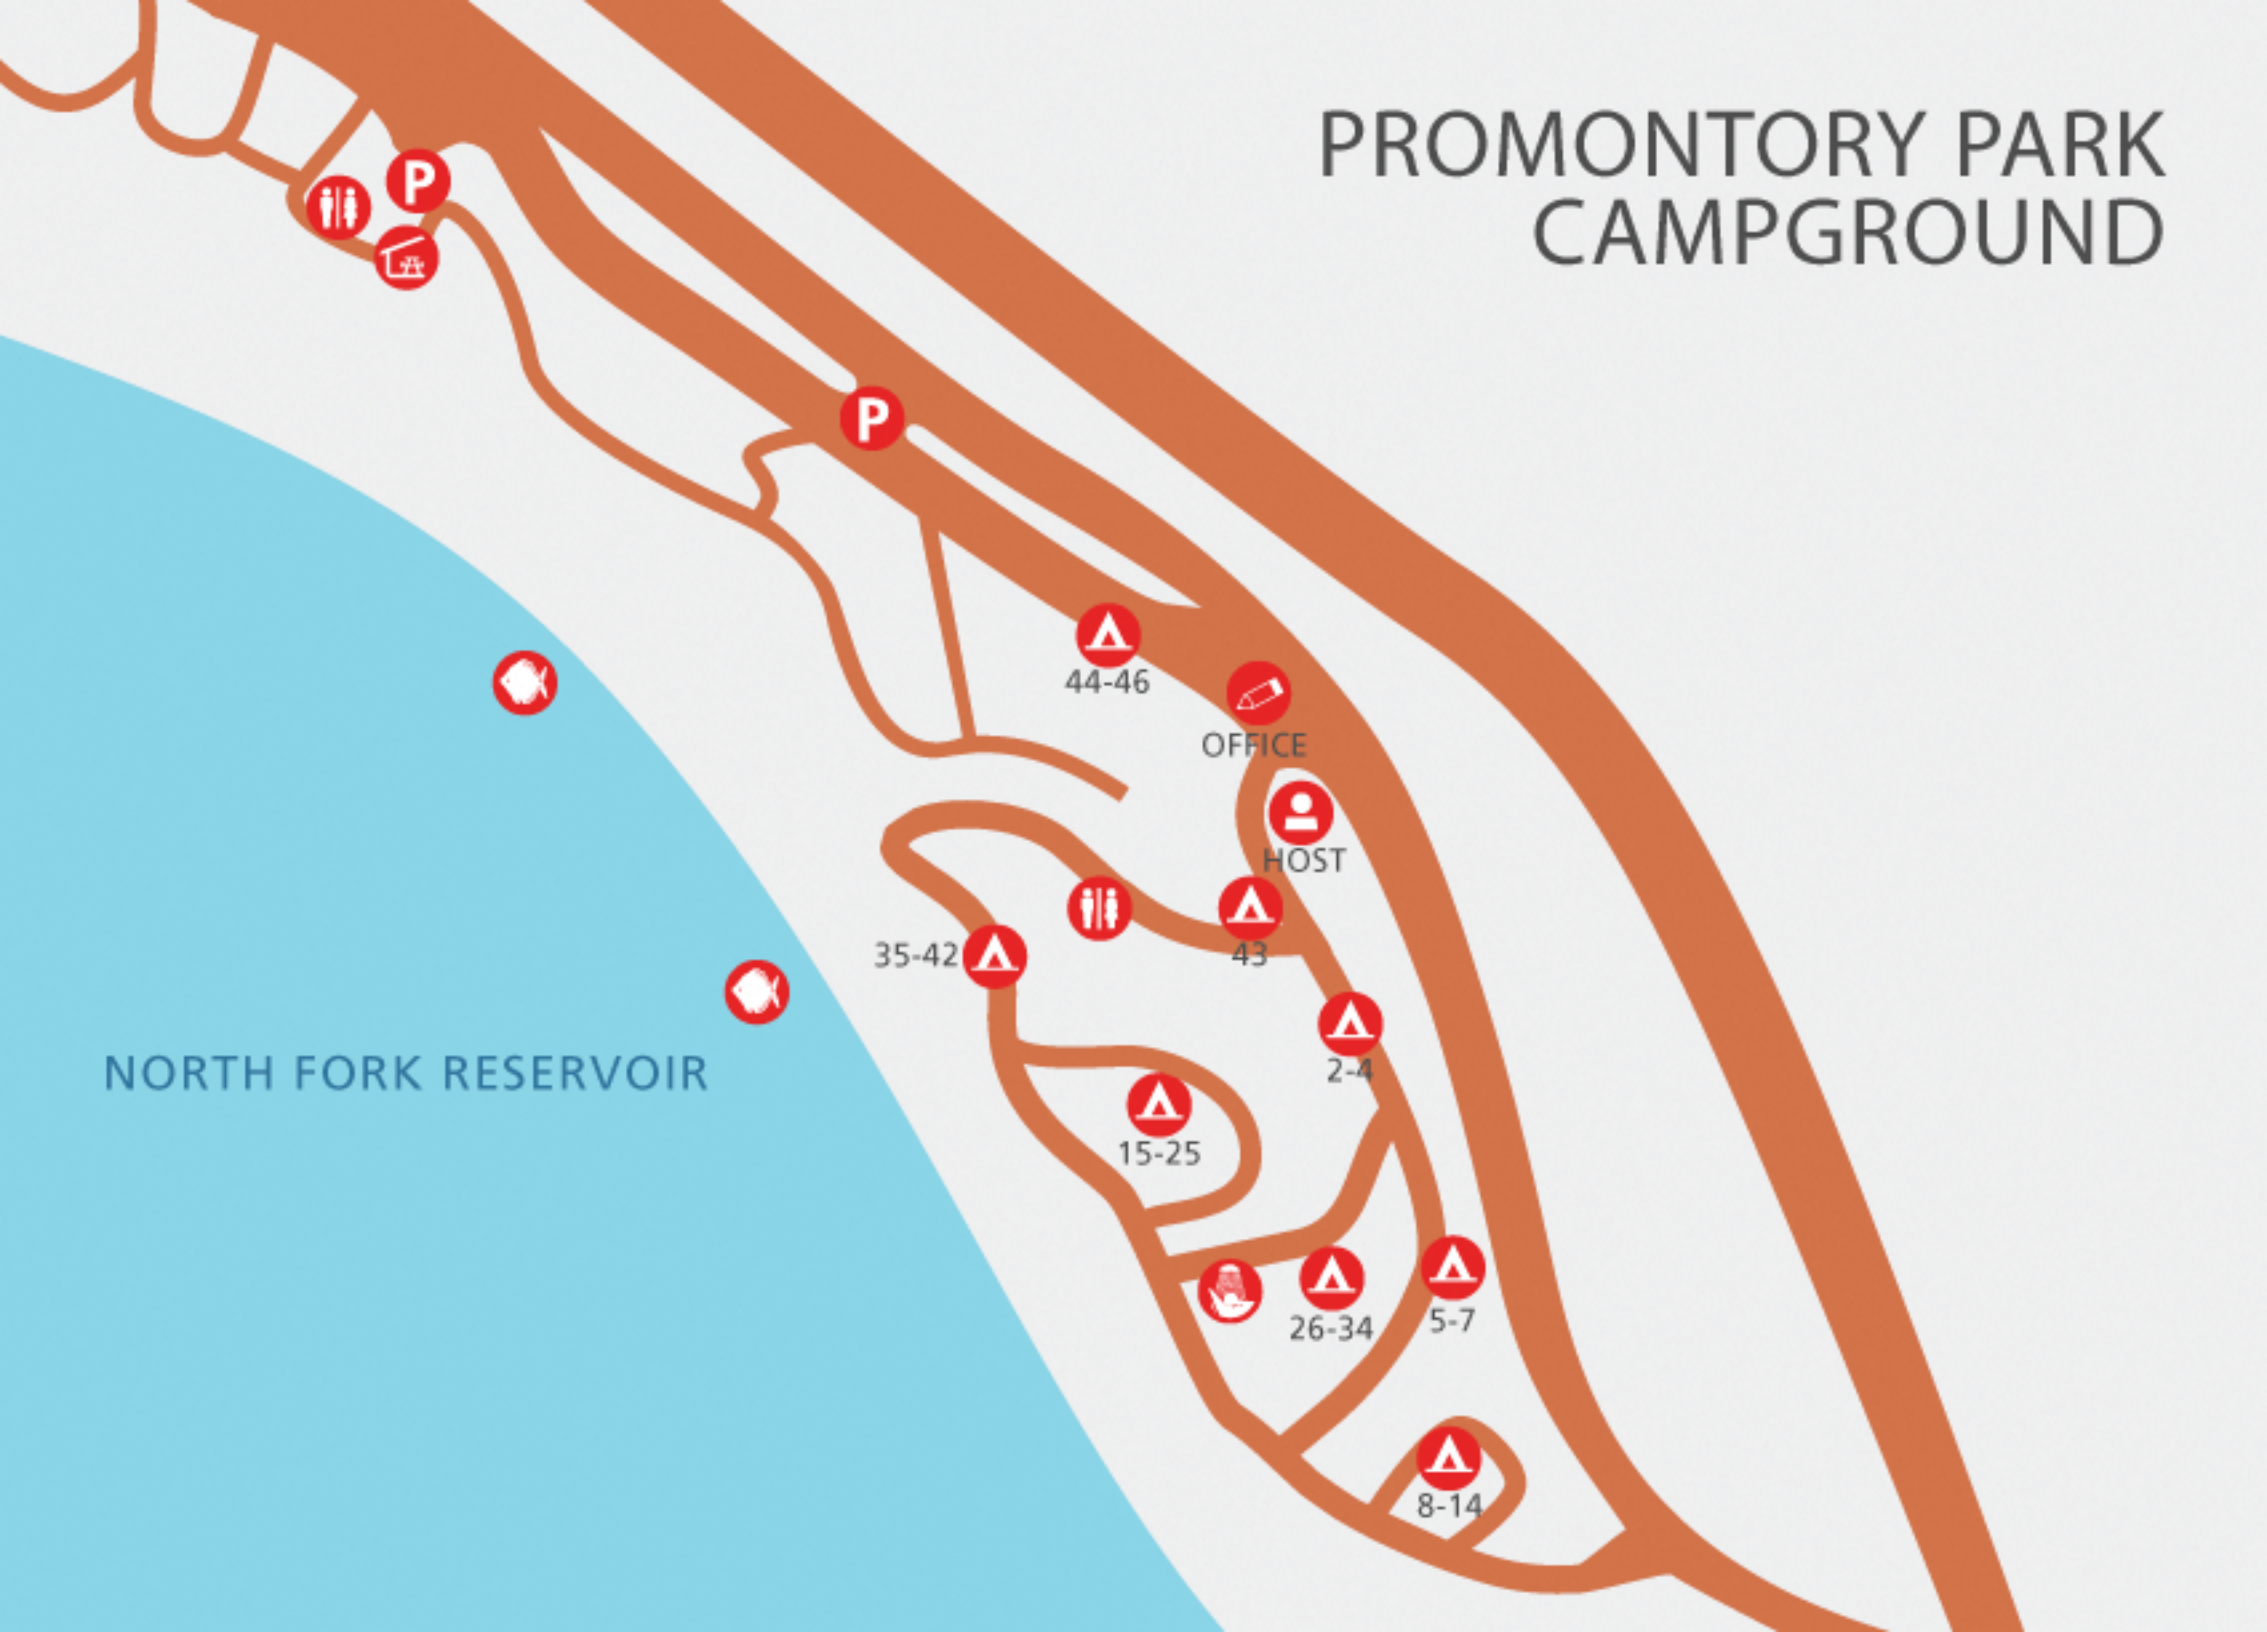 PROMONTORY PARK
CAMPGROUND
P
P
44-46
OFFICE
HOST
43
35-42
2-4
NORTH FORK RESERVOIR
15-25
26-34
5-7
8-14